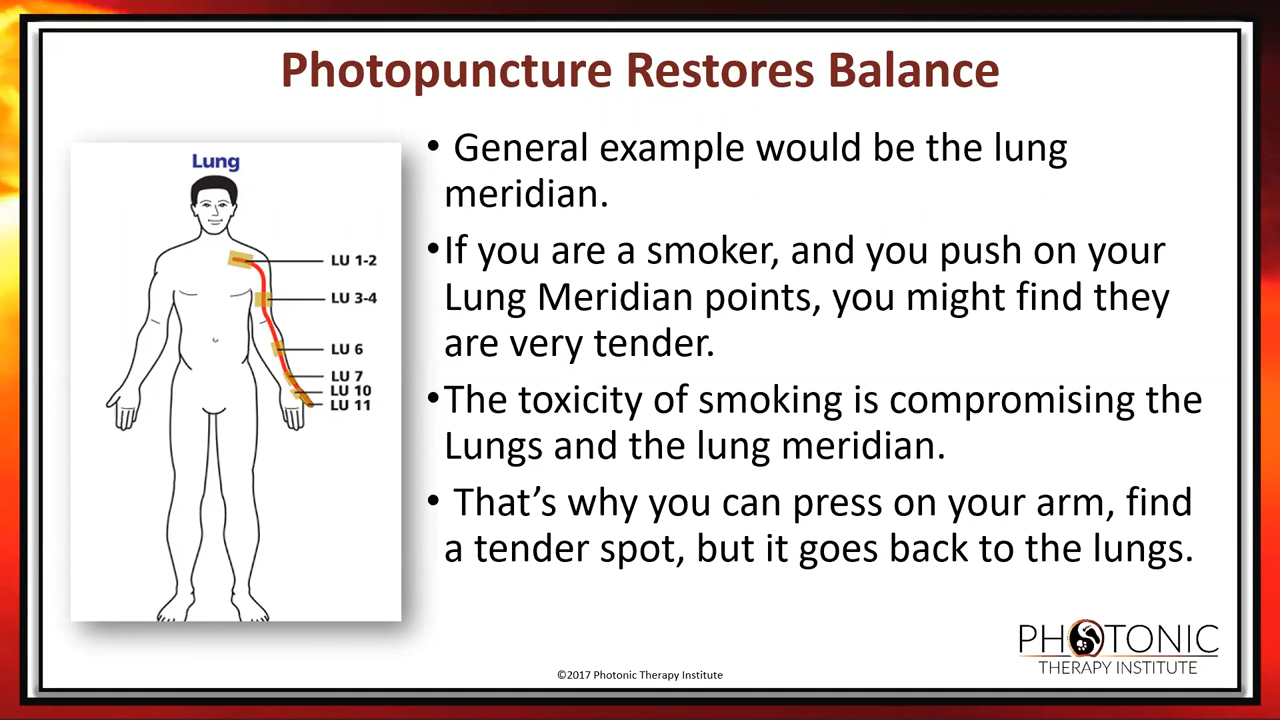 Photopuncture Restores Balance
Lung
LU 1-2
LU 3-4
LU 6
LU 7
LU 10
LU 11
• General example would be the lung
meridian.
•If you are a smoker, and you push on your
Lung Meridian points, you might find they
are very tender.
•The toxicity of smoking is compromising the
Lungs and the lung meridian.
• That’s why you can press on your arm, find
a tender spot, but it goes back to the lungs.
PHOTONIC
THERAPY INSTITUTE
©2017 Photonic Therapy Institute